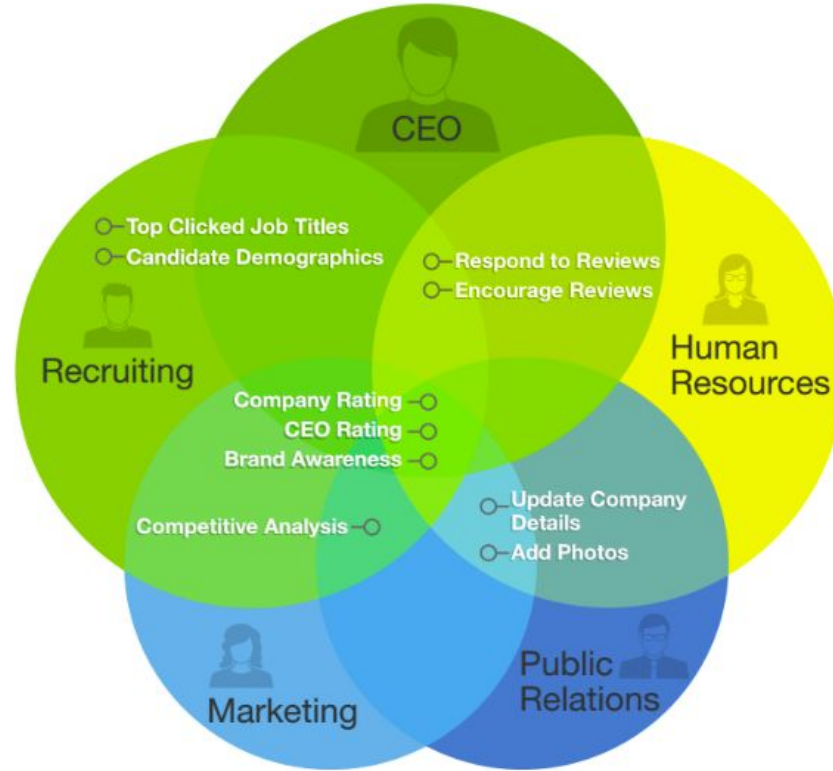 CEO
Top Clicked Job Titles
Candidate Demographics
Respond to Reviews
Encourage Reviews
Recruiting
Human
Resources
Company Rating
CEO Rating
Brand Awareness
Competitive Analysis
Update Company
Details
Add Photos
Marketing
Public
Relations